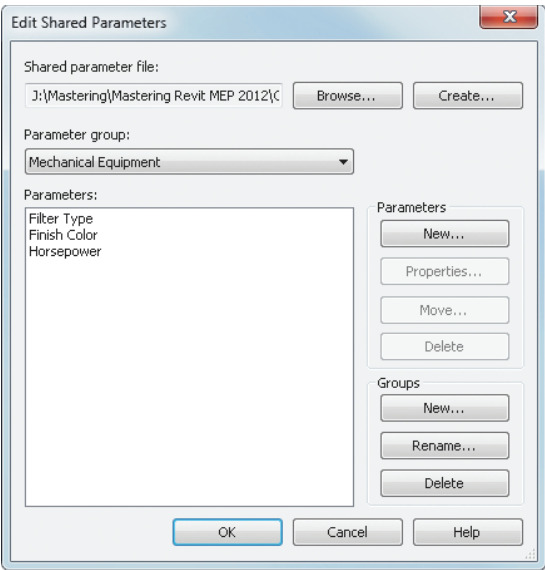 Edit Shared Parameters
x
Shared parameter file:
J:\Mastering\Mastering Revit MEP 2012\C
Browse...
Create...
Parameter group:
Mechanical Equipment
Parameters:
Filter Type
Finish Color
Horsepower
Parameters
New...
Properties...
Move...
Delete
Groups
New...
Rename...
Delete
OK
Cancel
Help